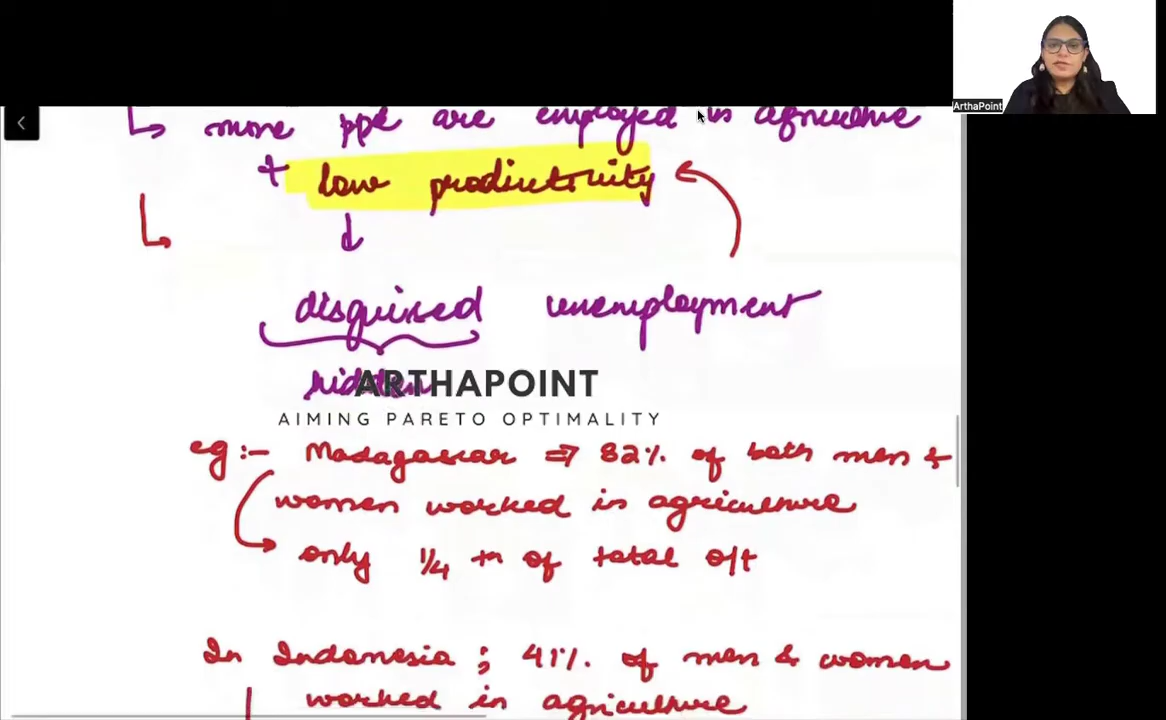 ArthaPoint
more ppl are employed in agriculture
+ low productivity
disguised unemployment
hidden
ARTHAPOINT
AIMING PARETO OPTIMALITY
eg :- Madagascar => 82% of both men &
women worked in agriculture
only 1/4 th of total o/t
In Indonesia ; 41% of men & women
worked in agriculture